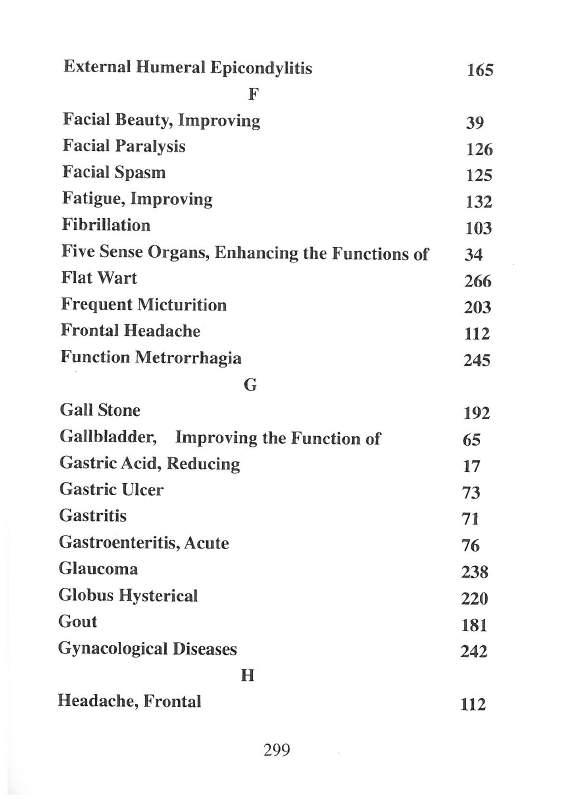 External Humeral Epicondylitis 165
F
Facial Beauty, Improving 39
Facial Paralysis 126
Facial Spasm 125
Fatigue, Improving 132
Fibrillation 103
Five Sense Organs, Enhancing the Functions of 34
Flat Wart 266
Frequent Micturition 203
Frontal Headache 112
Function Metrorrhagia 245
G
Gall Stone 192
Gallbladder, Improving the Function of 65
Gastric Acid, Reducing 17
Gastric Ulcer 73
Gastritis 71
Gastroenteritis, Acute 76
Glaucoma 238
Globus Hysterical 220
Gout 181
Gynacological Diseases 242
H
Headache, Frontal 112
299